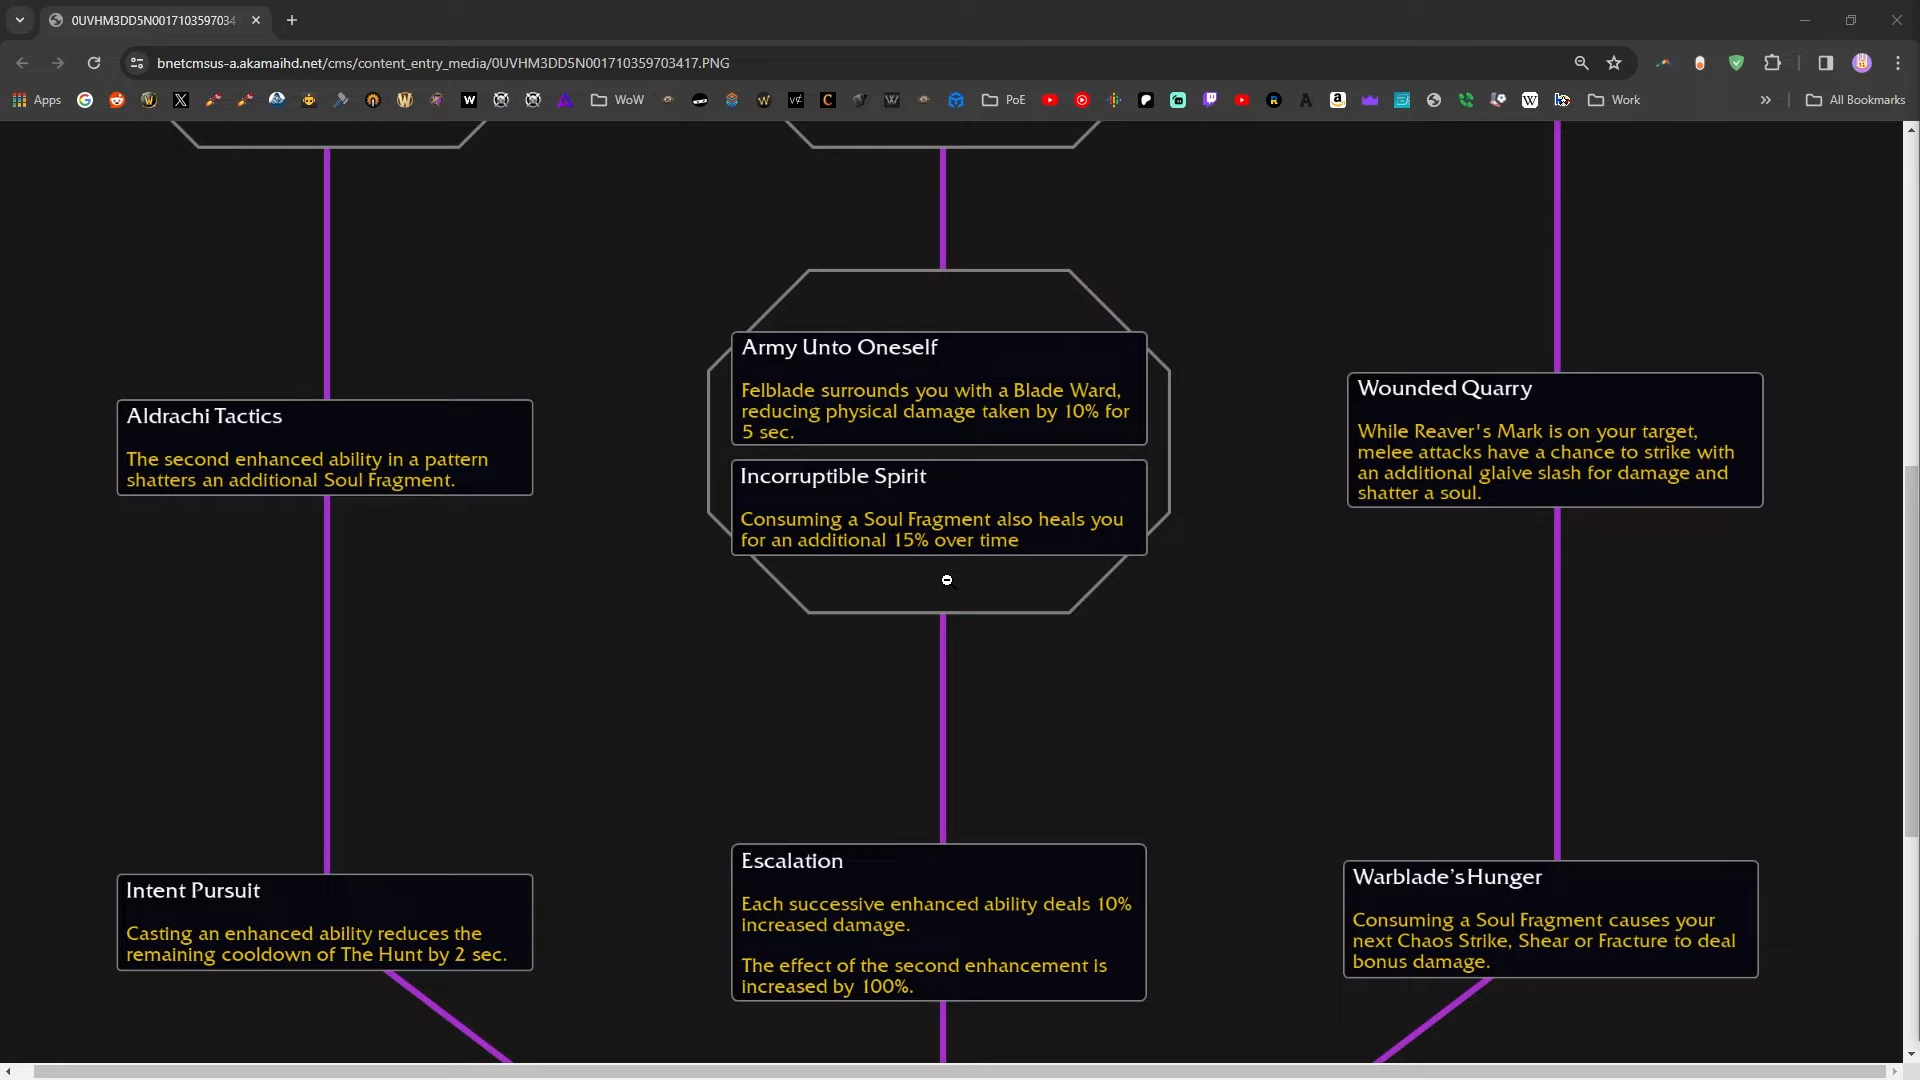 0UVHM3DD5N001710359703
bnetcmsus-a.akamaihd.net/cms/content_entry_media/0UVHM3DD5N001710359703417.PNG
Apps
WoW
PoE
Work
All Bookmarks
Army Unto Oneself
Felblade surrounds you with a Blade Ward,
reducing physical damage taken by 10% for
5 sec.
Incorruptible Spirit
Consuming a Soul Fragment also heals you
for an additional 15% over time
Aldrachi Tactics
The second enhanced ability in a pattern
shatters an additional Soul Fragment.
Wounded Quarry
While Reaver's Mark is on your target,
melee attacks have a chance to strike with
an additional glaive slash for damage and
shatter a soul.
Intent Pursuit
Casting an enhanced ability reduces the
remaining cooldown of The Hunt by 2 sec.
Escalation
Each successive enhanced ability deals 10%
increased damage.
The effect of the second enhancement is
increased by 100%.
Warblade's Hunger
Consuming a Soul Fragment causes your
next Chaos Strike, Shear or Fracture to deal
bonus damage.